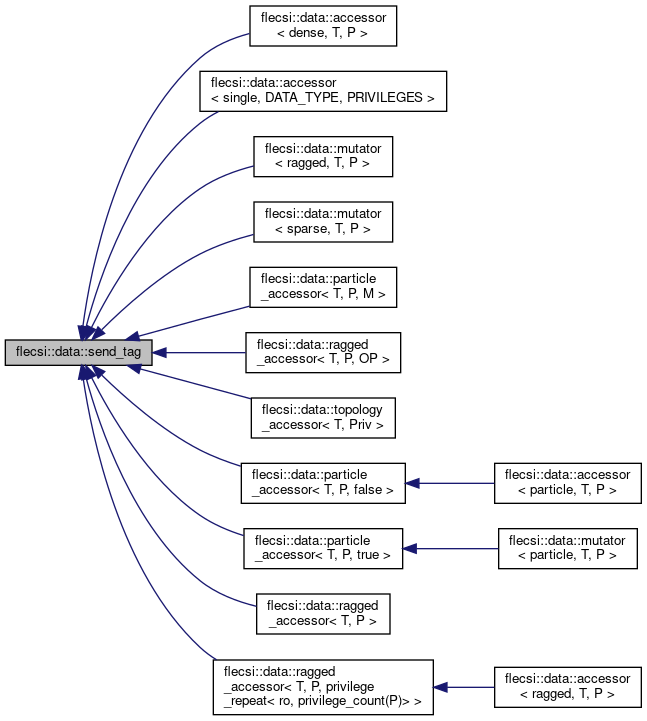 flecsi::data::accessor
< dense, T, P >
flecsi::data::accessor
< single, DATA_TYPE, PRIVILEGES >
flecsi::data::mutator
< ragged, T, P >
flecsi::data::mutator
< sparse, T, P >
flecsi::data::particle
_accessor< T, P, M >
flecsi::data::send_tag
flecsi::data::ragged
_accessor< T, P, OP >
flecsi::data::topology
_accessor< T, Priv >
flecsi::data::particle
_accessor< T, P, false >
flecsi::data::accessor
< particle, T, P >
flecsi::data::particle
_accessor< T, P, true >
flecsi::data::mutator
< particle, T, P >
flecsi::data::ragged
_accessor< T, P >
flecsi::data::ragged
_accessor< T, P, privilege
_repeat< ro, privilege_count(P)> >
flecsi::data::accessor
< ragged, T, P >